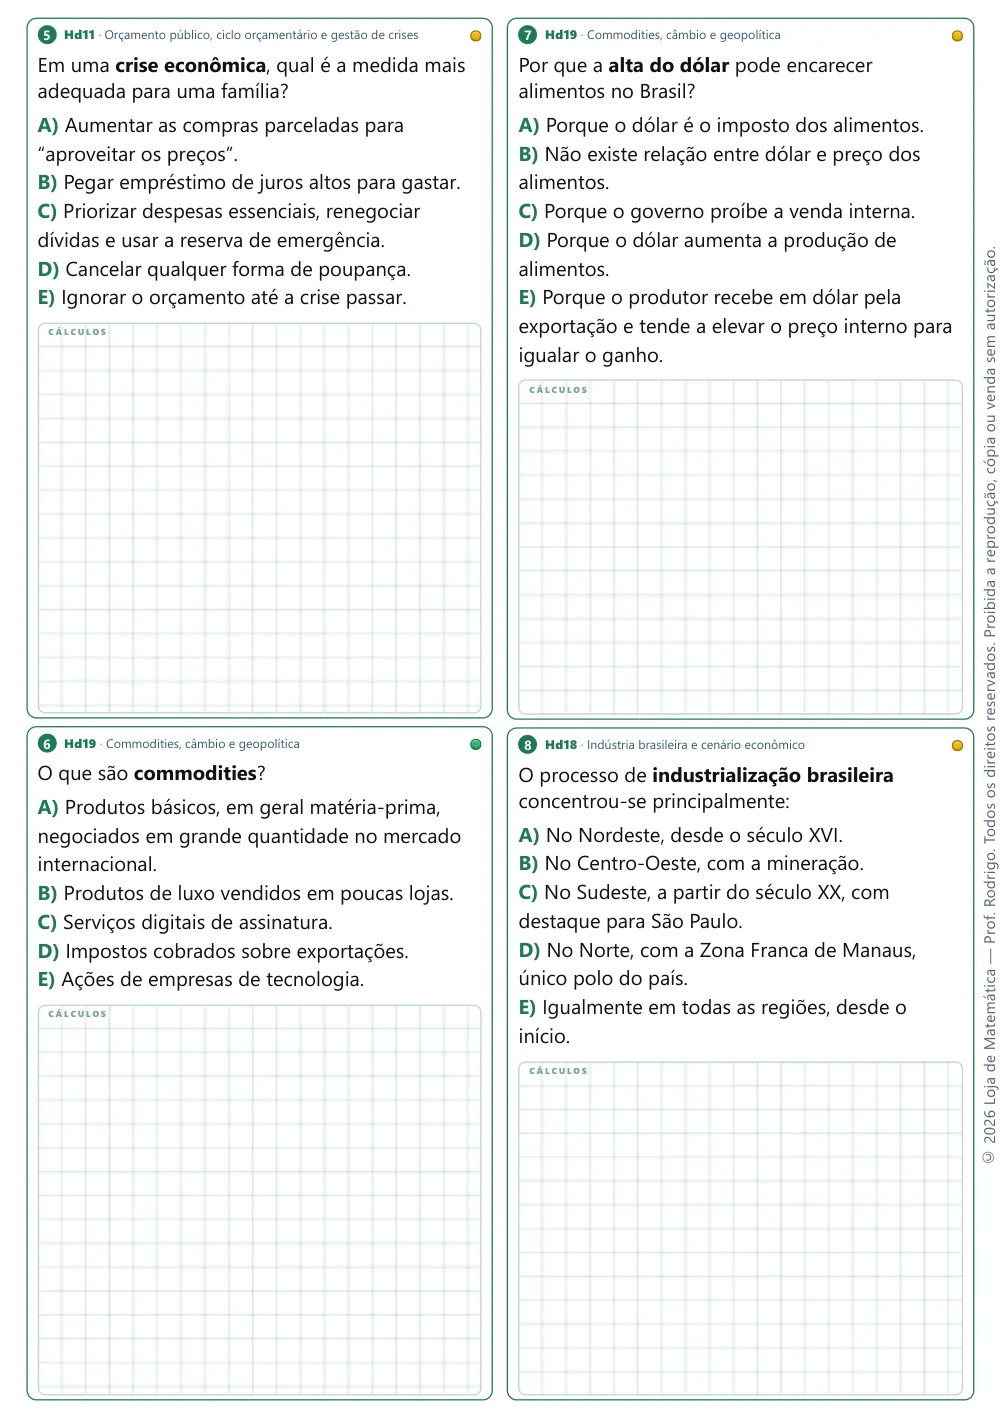 5 Hd11 · Orçamento público, ciclo orçamentário e gestão de crises
Em uma crise econômica, qual é a medida mais
adequada para uma família?
A) Aumentar as compras parceladas para
“aproveitar os preços”.
B) Pegar empréstimo de juros altos para gastar.
C) Priorizar despesas essenciais, renegociar
dívidas e usar a reserva de emergência.
D) Cancelar qualquer forma de poupança.
E) Ignorar o orçamento até a crise passar.
CÁLCULOS
6 Hd19 · Commodities, câmbio e geopolítica
O que são commodities?
A) Produtos básicos, em geral matéria-prima,
negociados em grande quantidade no mercado
internacional.
B) Produtos de luxo vendidos em poucas lojas.
C) Serviços digitais de assinatura.
D) Impostos cobrados sobre exportações.
E) Ações de empresas de tecnologia.
CÁLCULOS
7 Hd19 · Commodities, câmbio e geopolítica
Por que a alta do dólar pode encarecer
alimentos no Brasil?
A) Porque o dólar é o imposto dos alimentos.
B) Não existe relação entre dólar e preço dos
alimentos.
C) Porque o governo proíbe a venda interna.
D) Porque o dólar aumenta a produção de
alimentos.
E) Porque o produtor recebe em dólar pela
exportação e tende a elevar o preço interno para
igualar o ganho.
CÁLCULOS
8 Hd18 · Indústria brasileira e cenário econômico
O processo de industrialização brasileira
concentrou-se principalmente:
A) No Nordeste, desde o século XVI.
B) No Centro-Oeste, com a mineração.
C) No Sudeste, a partir do século XX, com
destaque para São Paulo.
D) No Norte, com a Zona Franca de Manaus,
único polo do país.
E) Igualmente em todas as regiões, desde o
início.
CÁLCULOS
© 2026 Loja de Matemática — Prof. Rodrigo. Todos os direitos reservados. Proibida a reprodução, cópia ou venda sem autorização.